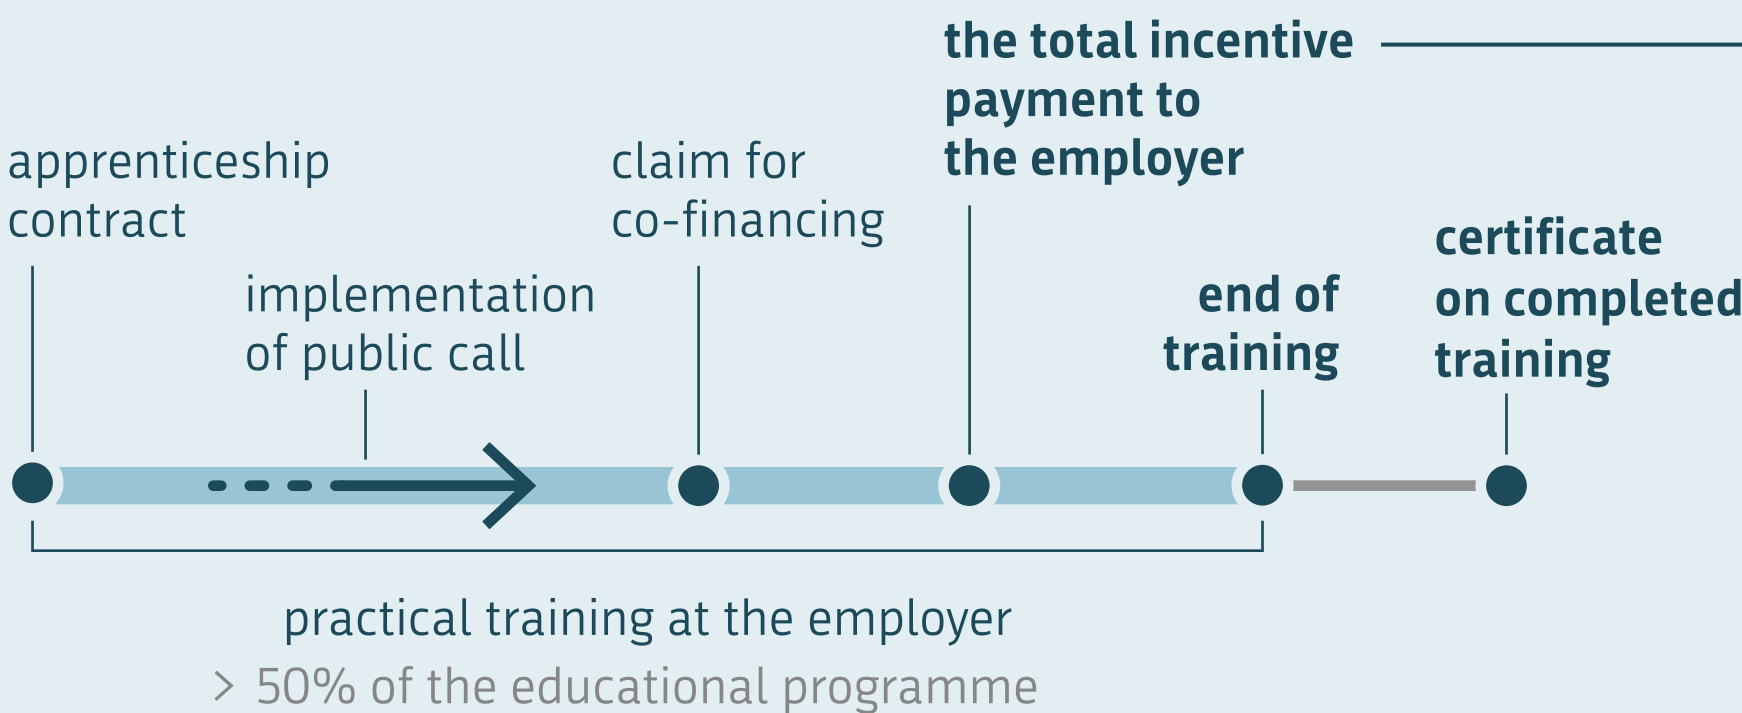 the total incentive
payment to
the employer
apprenticeship
contract
claim for
co-financing
certificate
on completed
training
implementation
of public call
end of
training
practical training at the employer
> 50% of the educational programme